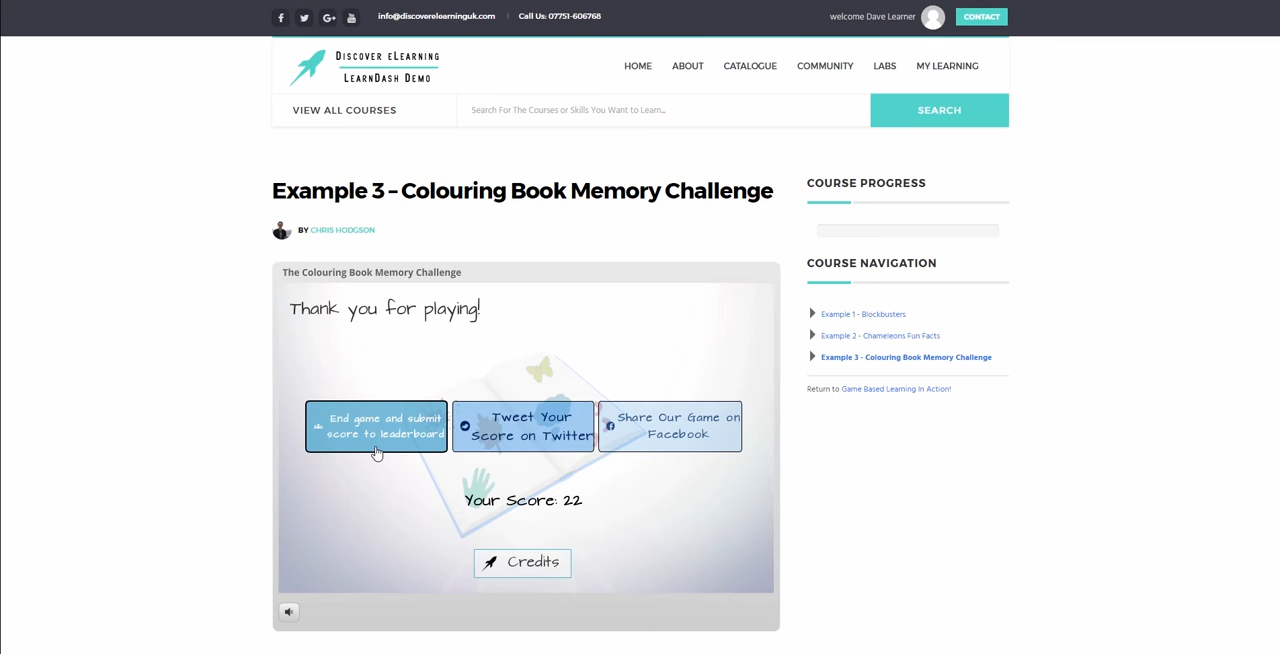 info@discoverelearninguk.com | Call Us: 07751-606768
welcome Dave Learner
CONTACT
DISCOVER ELEARNING
LEARNDASH DEMO
HOME ABOUT CATALOGUE COMMUNITY LABS MY LEARNING
VIEW ALL COURSES
Search For The Courses or Skills You Want to Learn...
SEARCH
Example 3 – Colouring Book Memory Challenge
BY CHRIS HODGSON
The Colouring Book Memory Challenge
Thank you for playing!
End game and submit
score to leaderboard
Tweet Your
Score on Twitter
Share Our Game on
Facebook
Your Score: 22
Credits
COURSE PROGRESS
COURSE NAVIGATION
Example 1 - Blockbusters
Example 2 - Chameleons Fun Facts
Example 3 - Colouring Book Memory Challenge
Return to Game Based Learning In Action!